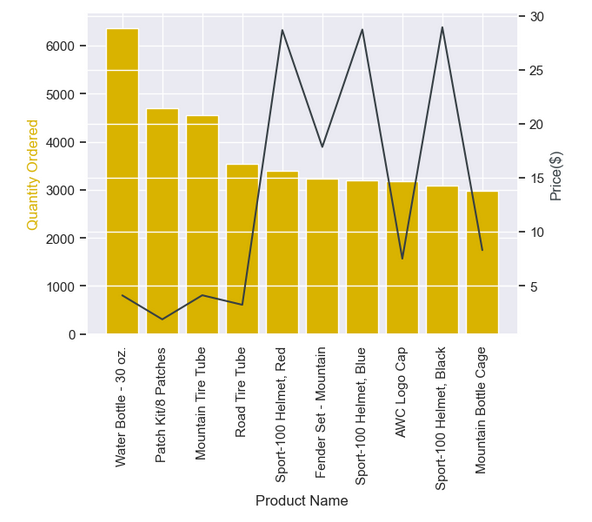 Quantity Ordered
6000
5000
4000
3000
2000
1000
0
30
25
20
15
10
5
Price($)
Water Bottle - 30 oz.
Patch Kit/8 Patches
Mountain Tire Tube
Road Tire Tube
Sport-100 Helmet, Red
Fender Set - Mountain
Sport-100 Helmet, Blue
AWC Logo Cap
Sport-100 Helmet, Black
Mountain Bottle Cage
Product Name